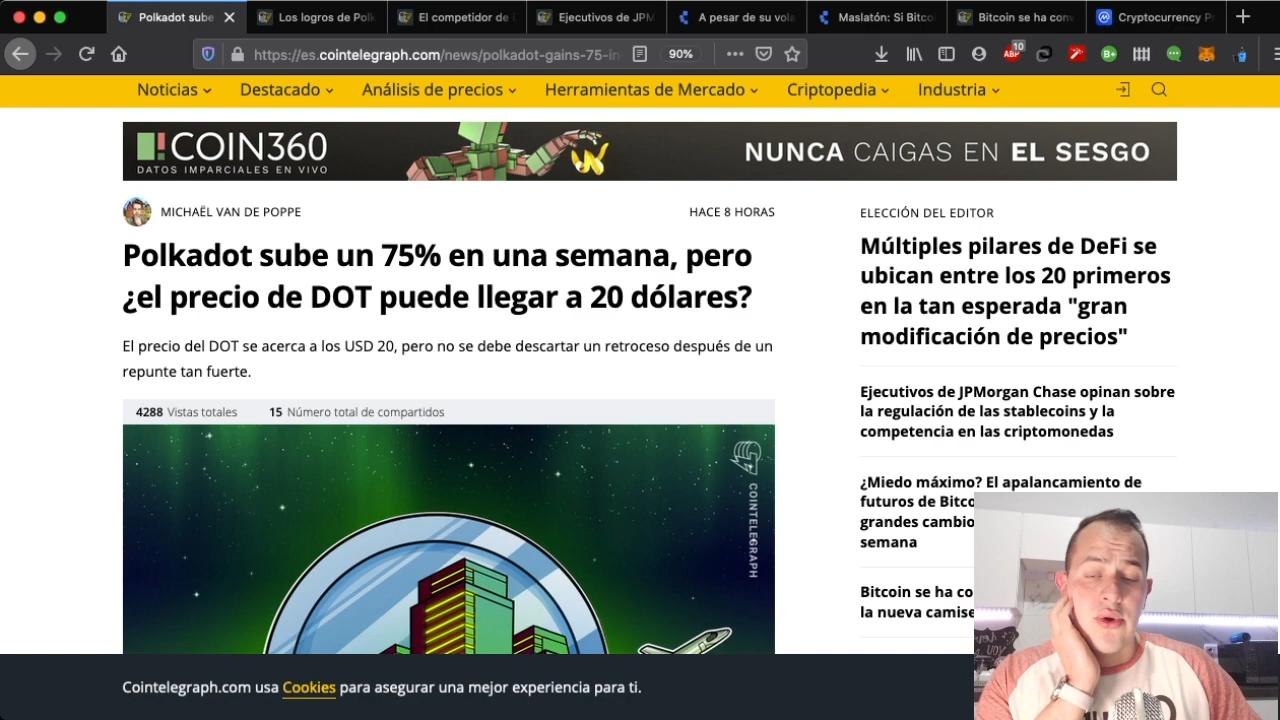 Polkadot sube
Los logros de Polk
El competidor de
Ejecutivos de JPM
A pesar de su vola
Maslatón: Si Bitco
Bitcoin se ha conv
Cryptocurrency Pr
https://es.cointelegraph.com/news/polkadot-gains-75-in
90%
10
ABP
B+
Noticias
Destacado
Análisis de precios
Herramientas de Mercado
Criptopedia
Industria
COIN360
DATOS IMPARCIALES EN VIVO
NUNCA CAIGAS EN EL SESGO
MICHAËL VAN DE POPPE
HACE 8 HORAS
Polkadot sube un 75% en una semana, pero
¿el precio de DOT puede llegar a 20 dólares?
El precio del DOT se acerca a los USD 20, pero no se debe descartar un retroceso después de un
repunte tan fuerte.
4288 Vistas totales
15 Número total de compartidos
COINTELEGRAPH
ELECCIÓN DEL EDITOR
Múltiples pilares de DeFi se
ubican entre los 20 primeros
en la tan esperada "gran
modificación de precios"
Ejecutivos de JPMorgan Chase opinan sobre
la regulación de las stablecoins y la
competencia en las criptomonedas
¿Miedo máximo? El apalancamiento de
futuros de Bitco
grandes cambio
semana
Bitcoin se ha co
la nueva camise
Cointelegraph.com usa Cookies para asegurar una mejor experiencia para ti.